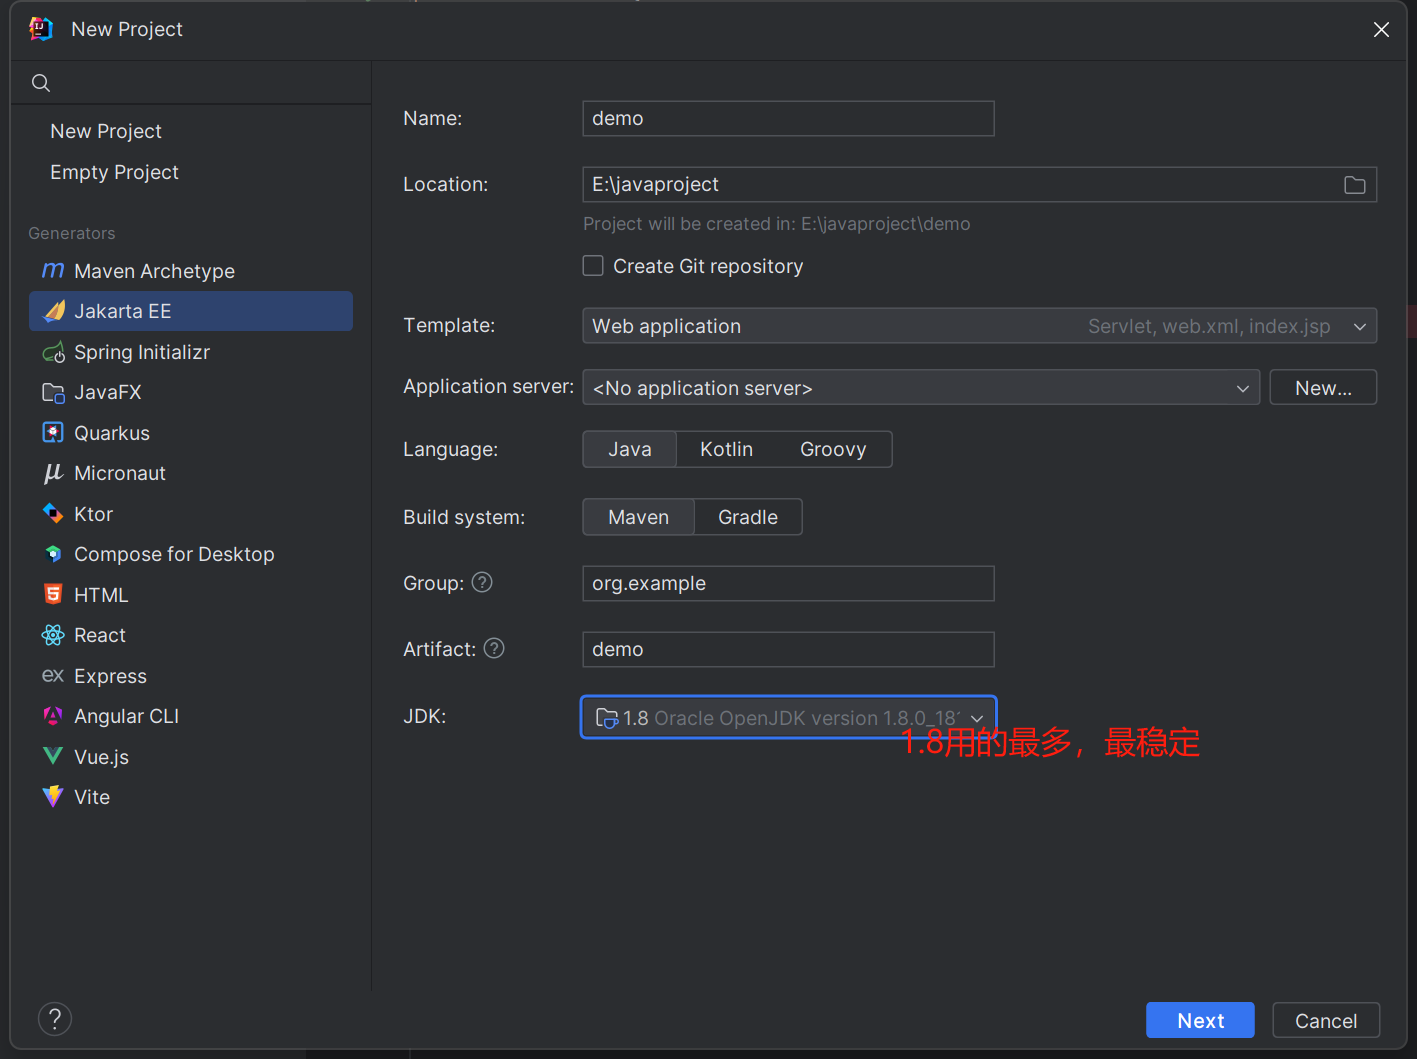 New Project
New Project
Empty Project
Generators
Maven Archetype
Jakarta EE
Spring Initializr
JavaFX
Quarkus
Micronaut
Ktor
Compose for Desktop
HTML
React
ex Express
Angular CLI
Vue.js
Vite
Name: demo
Location: E:\javaproject
Project will be created in: E:\javaproject\demo
Create Git repository
Template: Web application Servlet, web.xml, index.jsp
Application server: <No application server> New...
Language: Java Kotlin Groovy
Build system: Maven Gradle
Group: ? org.example
Artifact: ? demo
JDK: 1.8 Oracle OpenJDK version 1.8.0_18
1.8用的最多，最稳定
? Next Cancel